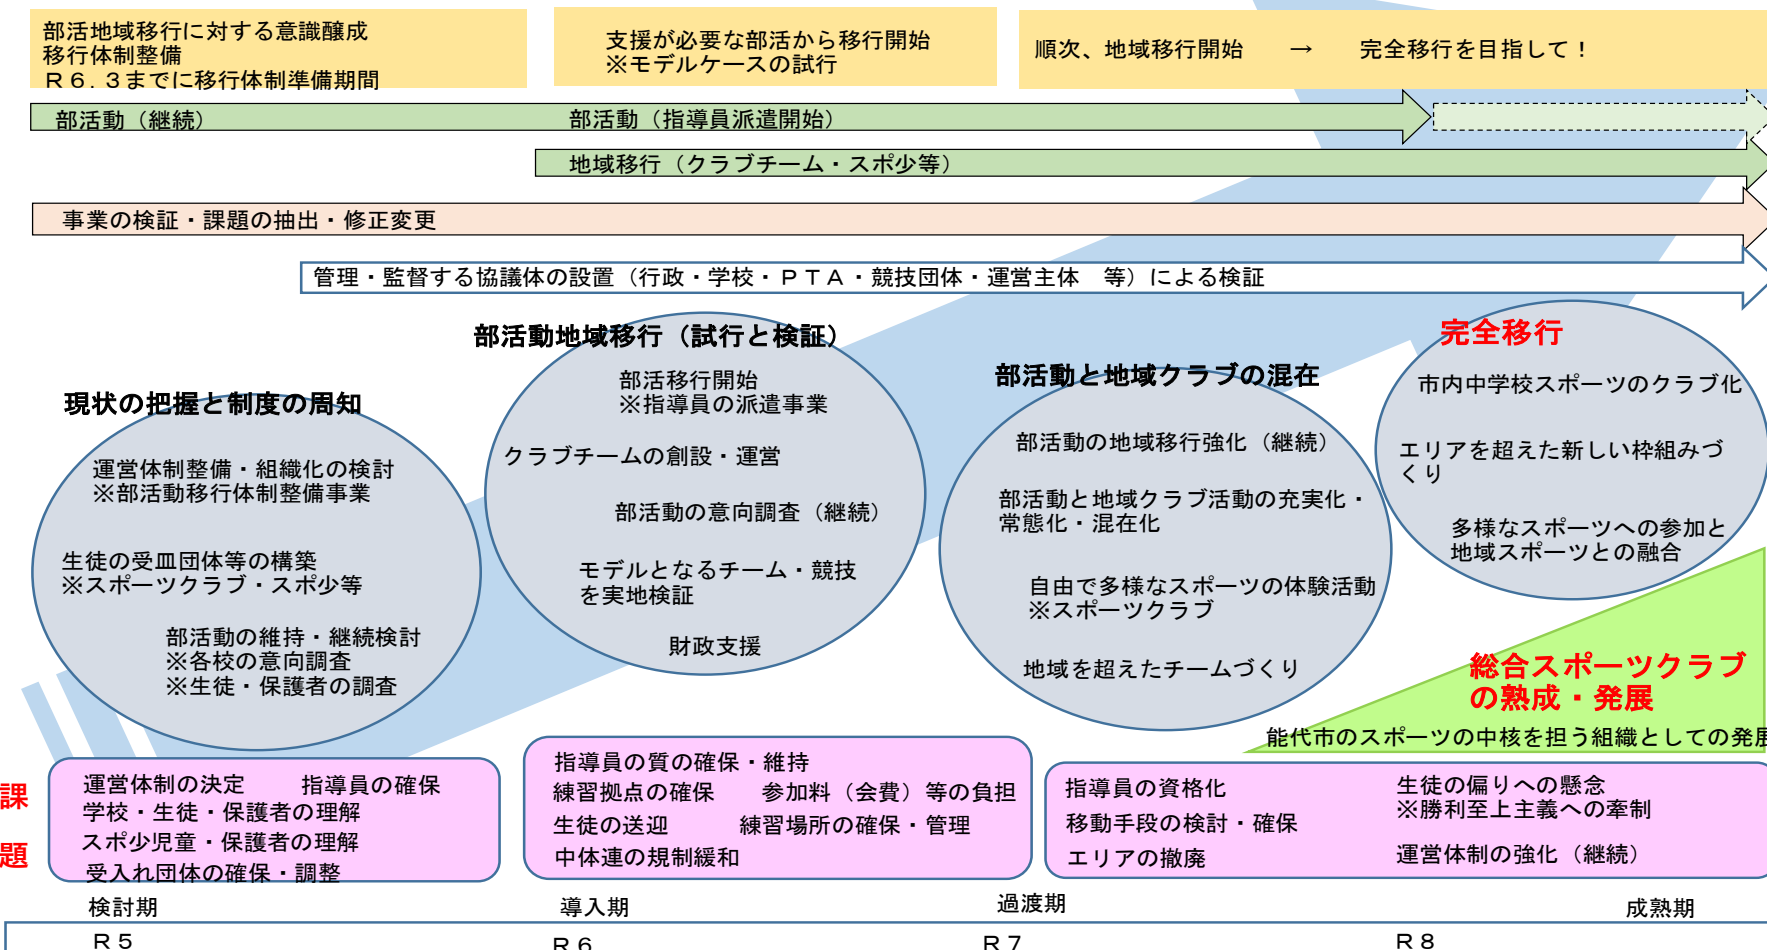 部活地域移行に対する意識醸成
移行体制整備
Ｒ６.３までに移行体制準備期間
支援が必要な部活から移行開始
※モデルケースの試行
順次、地域移行開始　→　完全移行を目指して！
部活動（継続）
部活動（指導員派遣開始）
地域移行（クラブチーム・スポ少等）
事業の検証・課題の抽出・修正変更
管理・監督する協議体の設置（行政・学校・ＰＴＡ・競技団体・運営主体　等）による検証
現状の把握と制度の周知
運営体制整備・組織化の検討
※部活動移行体制整備事業
生徒の受皿団体等の構築
※スポーツクラブ・スポ少等
部活動の維持・継続検討
※各校の意向調査
※生徒・保護者の調査
部活動地域移行（試行と検証）
部活移行開始
※指導員の派遣事業
クラブチームの創設・運営
部活動の意向調査（継続）
モデルとなるチーム・競技
を実地検証
財政支援
部活動と地域クラブの混在
部活動の地域移行強化（継続）
部活動と地域クラブ活動の充実化・
常態化・混在化
自由で多様なスポーツの体験活動
※スポーツクラブ
地域を超えたチームづくり
完全移行
市内中学校スポーツのクラブ化
エリアを超えた新しい枠組みづ
くり
多様なスポーツへの参加と
地域スポーツとの融合
総合スポーツクラブ
の熟成・発展
能代市のスポーツの中核を担う組織としての発展
課
題
運営体制の決定　指導員の確保
学校・生徒・保護者の理解
スポ少児童・保護者の理解
受入れ団体の確保・調整
指導員の質の確保・維持
練習拠点の確保　参加料（会費）等の負担
生徒の送迎　練習場所の確保・管理
中体連の規制緩和
指導員の資格化
移動手段の検討・確保
エリアの撤廃
生徒の偏りへの懸念
※勝利至上主義への牽制
運営体制の強化（継続）
検討期
導入期
過渡期
成熟期
Ｒ５
Ｒ６
Ｒ７
Ｒ８